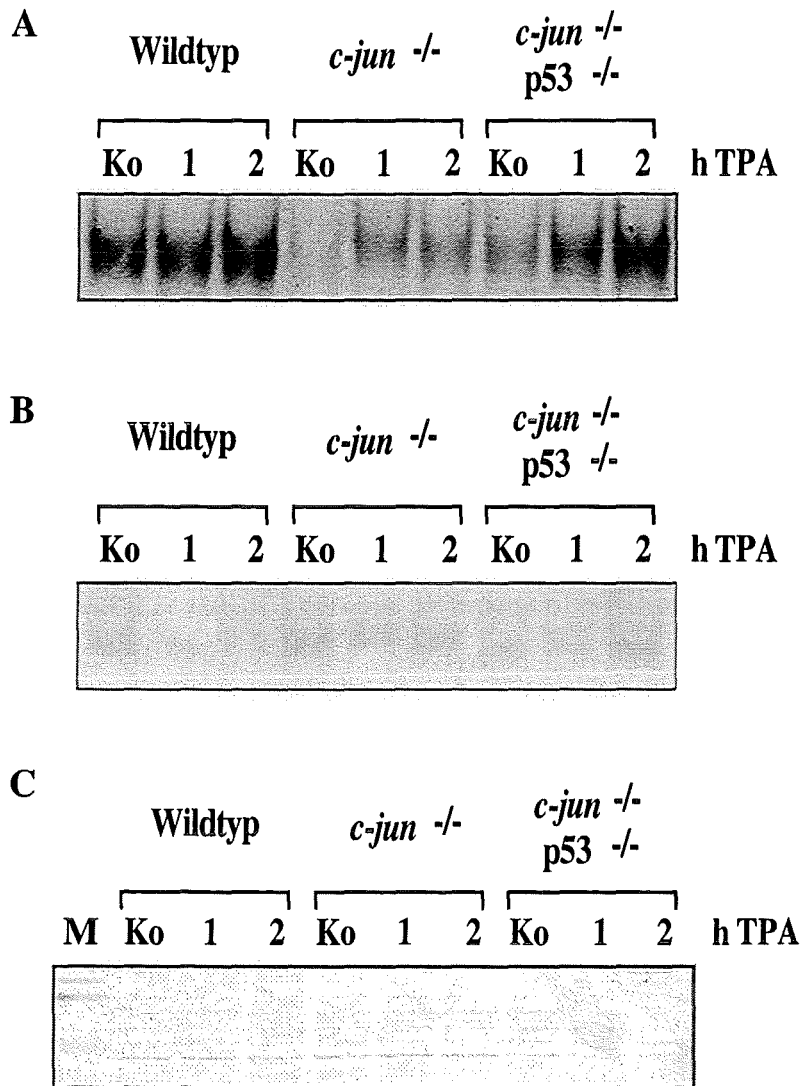 A
Wildtyp c-jun -/- c-jun -/-
p53 -/-
Ko 1 2 Ko 1 2 Ko 1 2 h TPA
B
Wildtyp c-jun -/- c-jun -/-
p53 -/-
Ko 1 2 Ko 1 2 Ko 1 2 h TPA
C
Wildtyp c-jun -/- c-jun -/-
p53 -/-
M Ko 1 2 Ko 1 2 Ko 1 2 h TPA